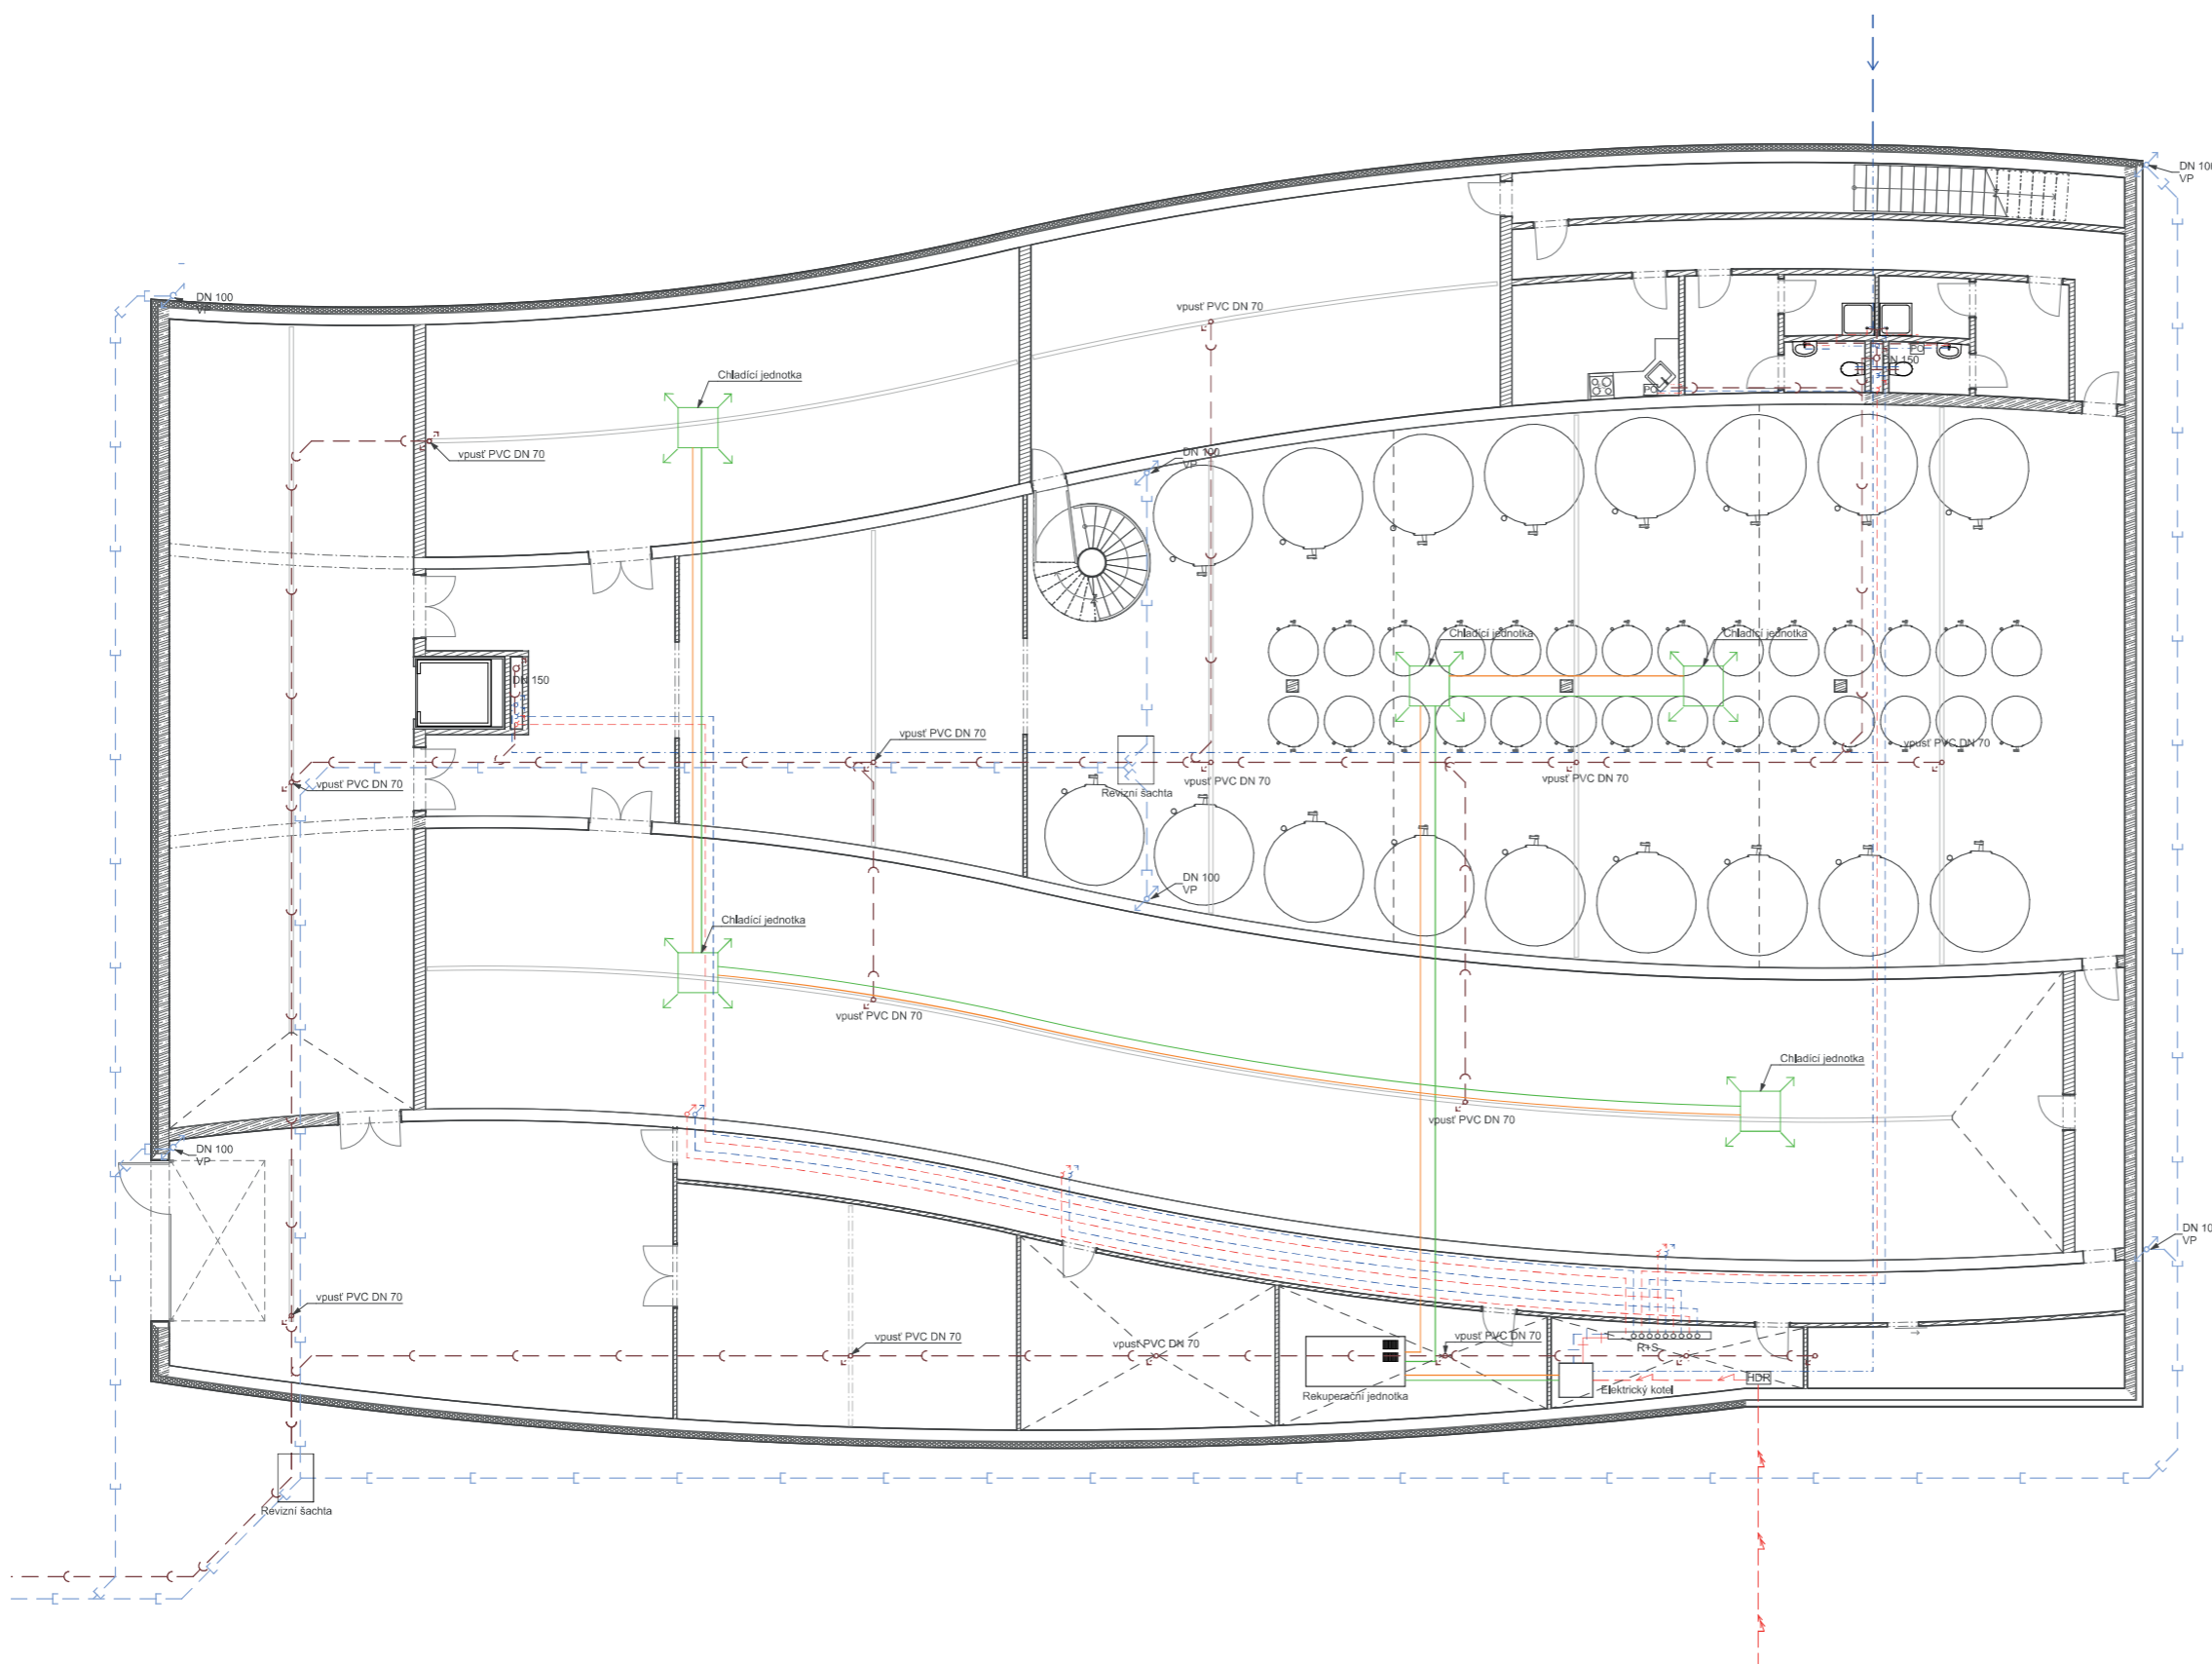 DN 100
VP
DN 100
VP
vpusť PVC DN 70
DN 150
PO
PO
Chladící jednotka
vpusť PVC DN 70
DN 100
VP
Chladící jednotka
Chladící jednotka
DN 150
vpusť PVC DN 70
vpusť PVC DN 70
vpusť PVC DN 70
vpusť PVC DN 70
vpusť PVC DN 70
Revizní šachta
DN 100
VP
Chladící jednotka
vpusť PVC DN 70
Chladící jednotka
vpusť PVC DN 70
DN 100
VP
DN 10
VP
vpusť PVC DN 70
vpusť PVC DN 70
vpusť PVC DN 70
vpusť PVC DN 70
R+S
HDR
Rekuperační jednotka
Elektrický kotel
Revizní šachta